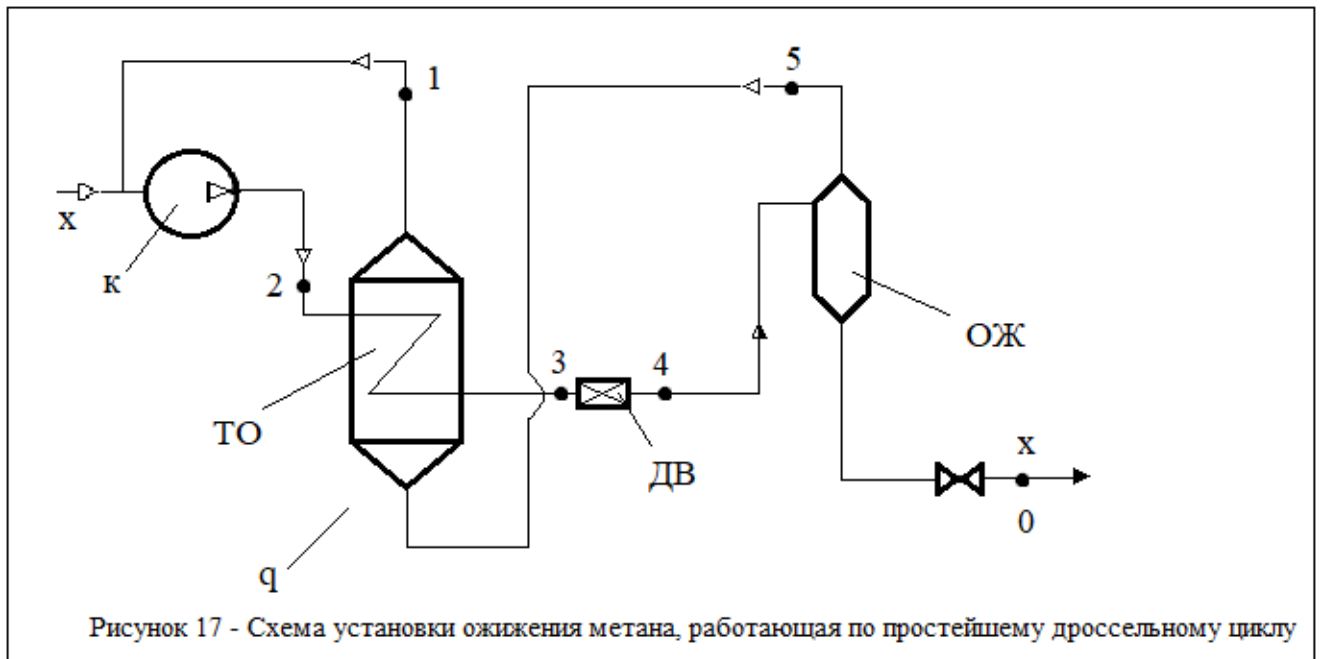 5
1
х
к
2
ОЖ
3
4
ТО
ДВ
х
0
q
Рисунок 17 - Схема установки ожижения метана, работающая по простейшему дроссельному циклу